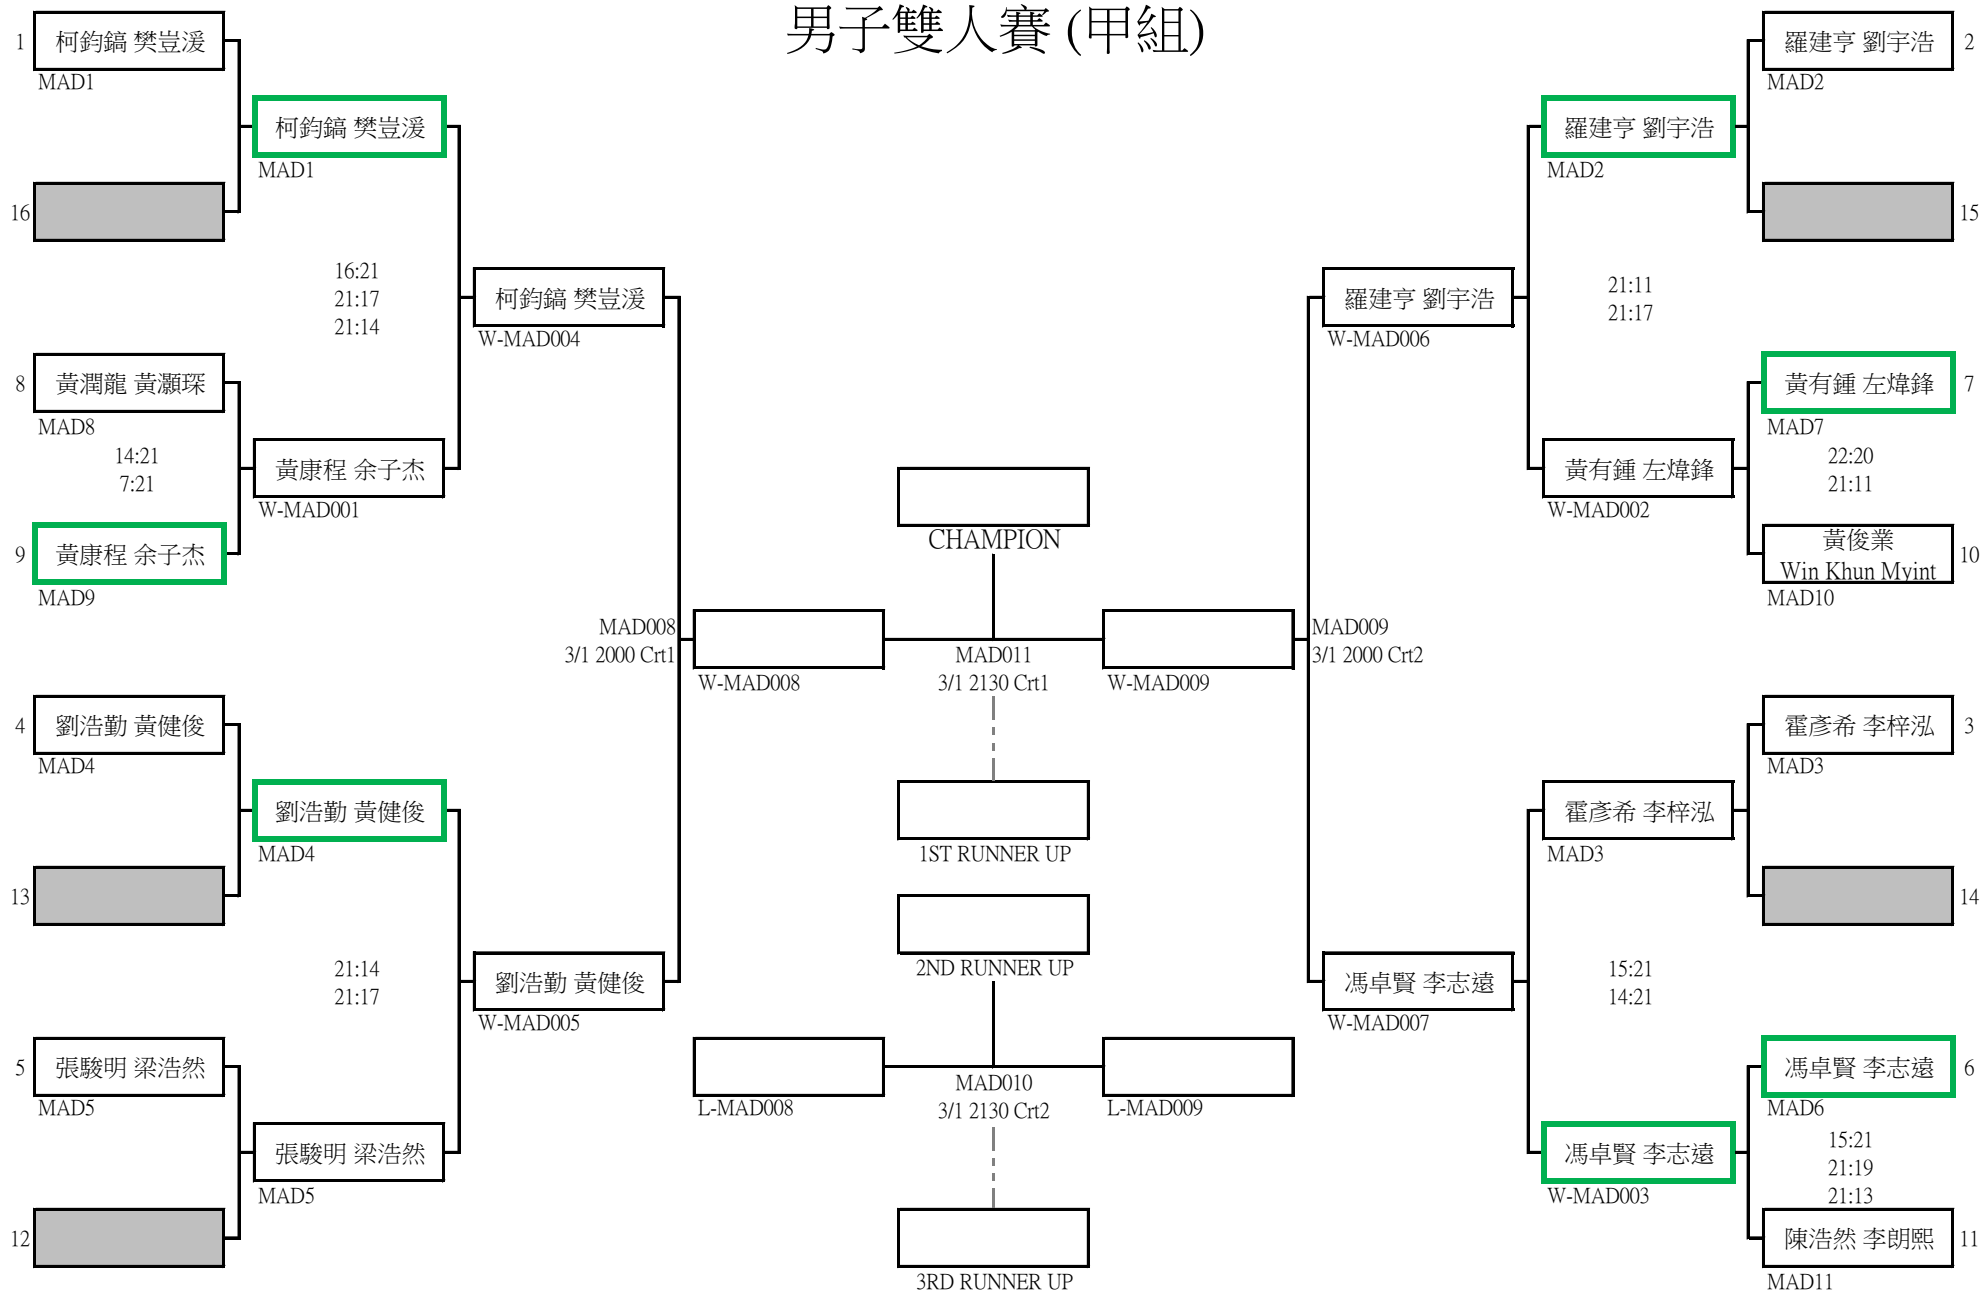 男子雙人賽 (甲組)
1
柯鈞鎬 樊豈湲
MAD1
柯鈞鎬 樊豈湲
MAD1
16
16:21
21:17
21:14
柯鈞鎬 樊豈湲
W-MAD004
8
黃潤龍 黃灝琛
MAD8
14:21
7:21
黃康程 余子杰
W-MAD001
9
黃康程 余子杰
MAD9
MAD008
3/1 2000 Crt1
4
劉浩勤 黃健俊
MAD4
劉浩勤 黃健俊
MAD4
13
21:14
21:17
劉浩勤 黃健俊
W-MAD005
5
張駿明 梁浩然
MAD5
張駿明 梁浩然
MAD5
12
CHAMPION
W-MAD008
MAD011
3/1 2130 Crt1
W-MAD009
1ST RUNNER UP
2ND RUNNER UP
L-MAD008
MAD010
3/1 2130 Crt2
L-MAD009
3RD RUNNER UP
羅建亨 劉宇浩
2
MAD2
羅建亨 劉宇浩
MAD2
15
21:11
21:17
羅建亨 劉宇浩
W-MAD006
黃有鍾 左煒鋒
7
MAD7
22:20
21:11
黃有鍾 左煒鋒
W-MAD002
黃俊業
Win Khun Myint
10
MAD10
MAD009
3/1 2000 Crt2
霍彥希 李梓泓
3
MAD3
霍彥希 李梓泓
MAD3
14
15:21
14:21
馮卓賢 李志遠
W-MAD007
馮卓賢 李志遠
6
MAD6
15:21
21:19
21:13
馮卓賢 李志遠
W-MAD003
陳浩然 李朗熙
11
MAD11